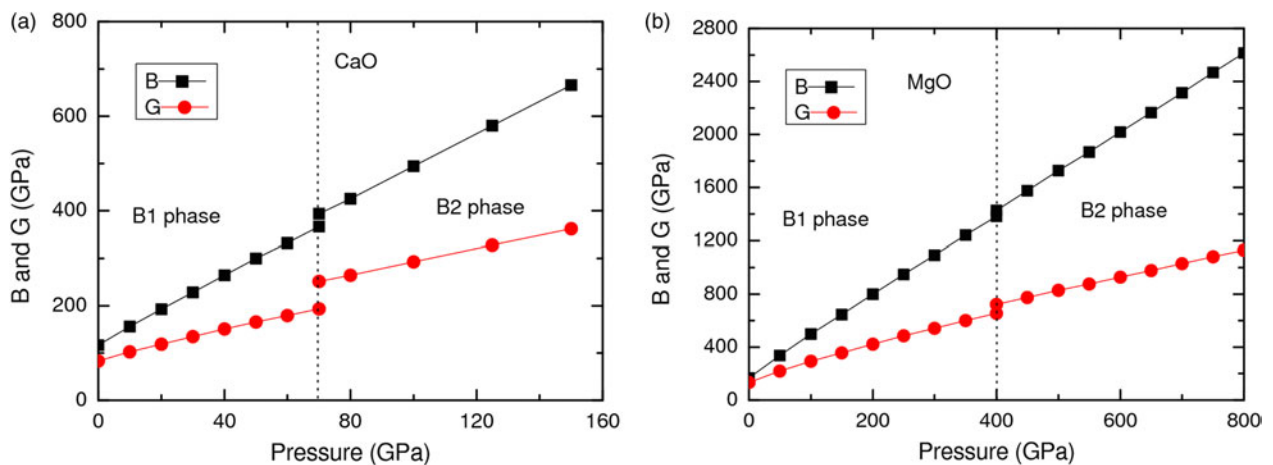 (a)
800
600
400
200
0
B and G (GPa)
B
G
CaO
B1 phase
B2 phase
0 40 80 120 160
Pressure (GPa)
(b)
2800
2400
2000
1600
1200
800
400
0
B and G (GPa)
B
G
MgO
B1 phase
B2 phase
0 200 400 600 800
Pressure (GPa)